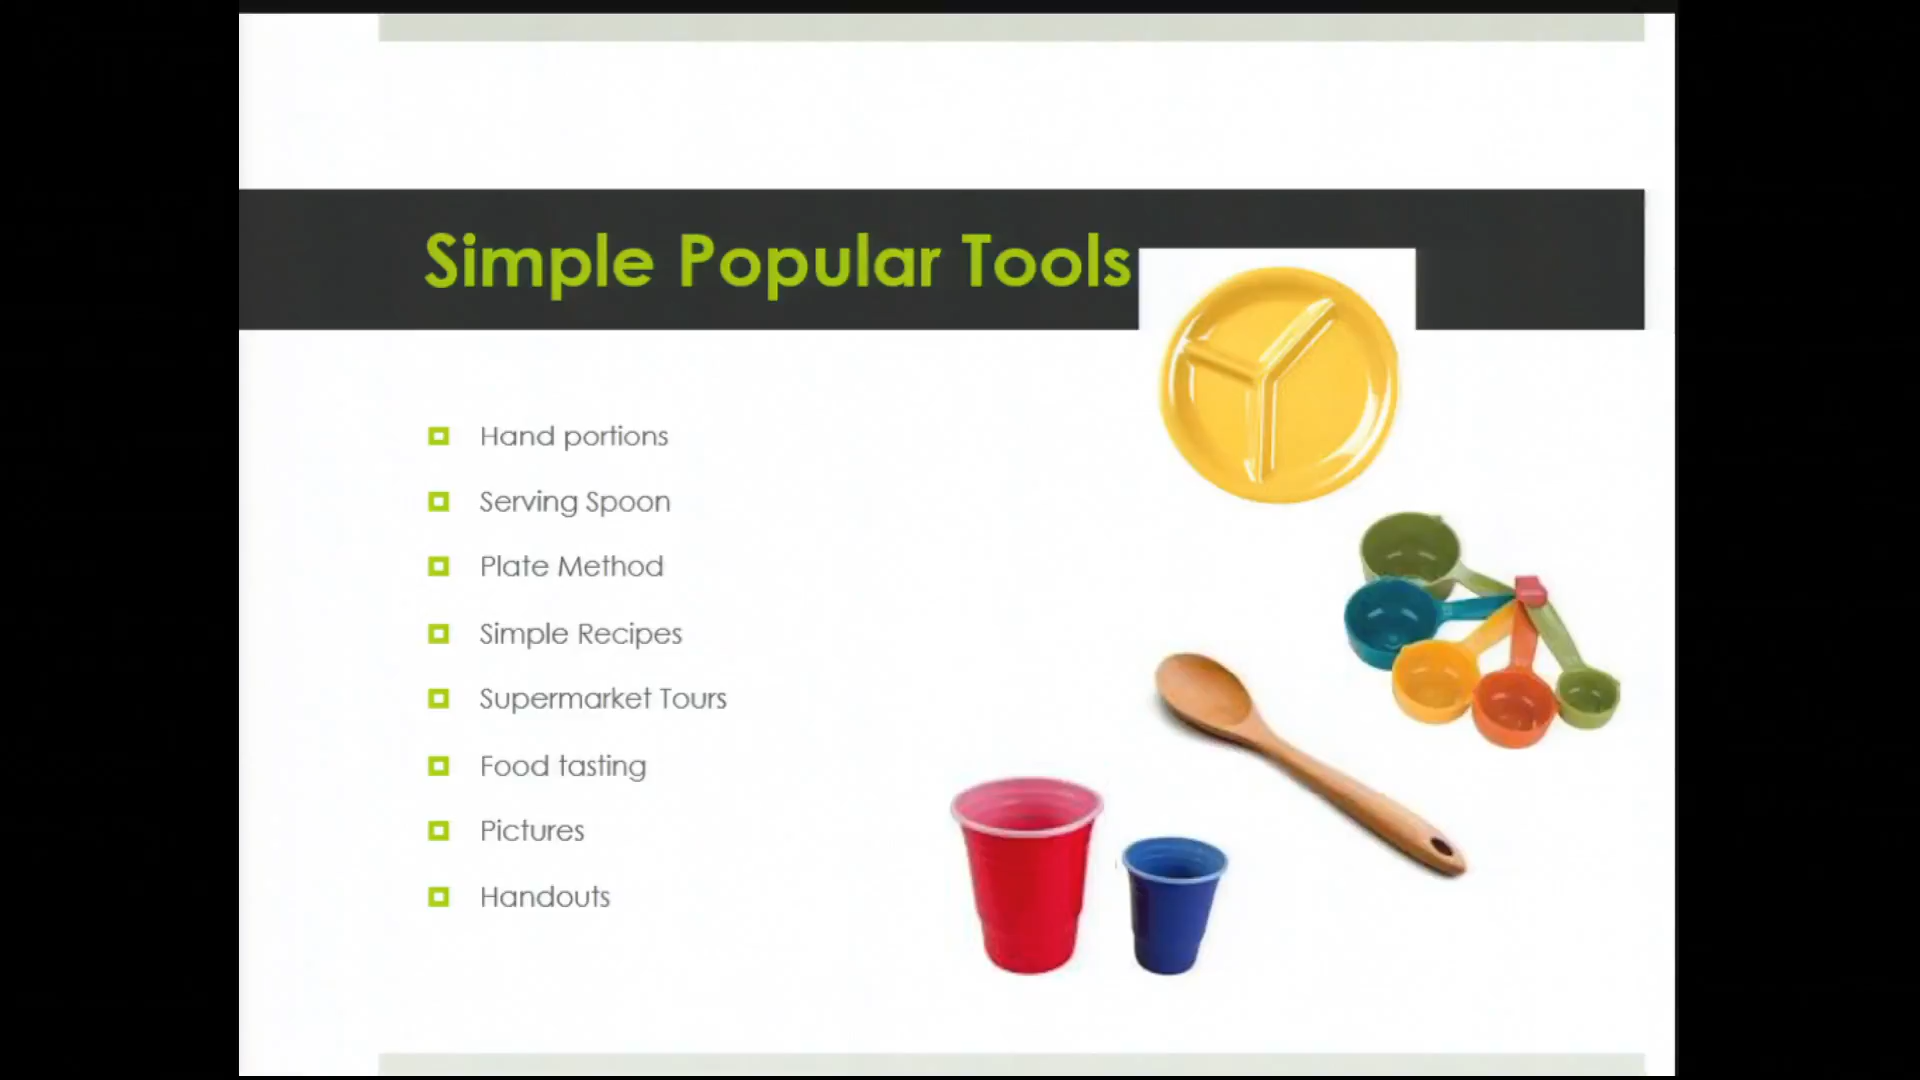 Simple Popular Tools
Hand portions
Serving Spoon
Plate Method
Simple Recipes
Supermarket Tours
Food tasting
Pictures
Handouts